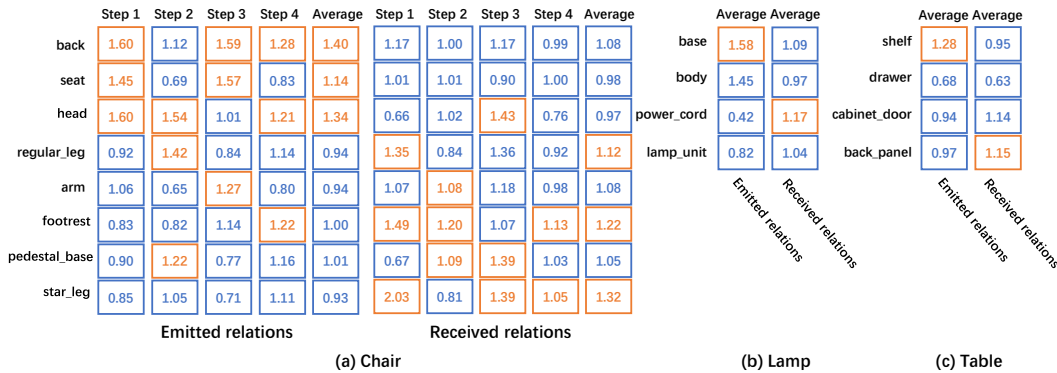 Step 1 Step 2 Step 3 Step 4 Average Step 1 Step 2 Step 3 Step 4 Average
back 1.60 1.12 1.59 1.28 1.40 1.17 1.00 1.17 0.99 1.08
seat 1.45 0.69 1.57 0.83 1.14 1.01 1.01 0.90 1.00 0.98
head 1.60 1.54 1.01 1.21 1.34 0.66 1.02 1.43 0.76 0.97
regular_leg 0.92 1.42 0.84 1.14 0.94 1.35 0.84 1.36 0.92 1.12
arm 1.06 0.65 1.27 0.80 0.94 1.07 1.08 1.18 0.98 1.08
footrest 0.83 0.82 1.14 1.22 1.00 1.49 1.20 1.07 1.13 1.22
pedestal_base 0.90 1.22 0.77 1.16 1.01 0.67 1.09 1.39 1.03 1.05
star_leg 0.85 1.05 0.71 1.11 0.93 2.03 0.81 1.39 1.05 1.32
Emitted relations Received relations
(a) Chair
Average Average
base 1.58 1.09
body 1.45 0.97
power_cord 0.42 1.17
lamp_unit 0.82 1.04
Emitted relations
Received relations
(b) Lamp
Average Average
shelf 1.28 0.95
drawer 0.68 0.63
cabinet_door 0.94 1.14
back_panel 0.97 1.15
Emitted relations
Received relations
(c) Table